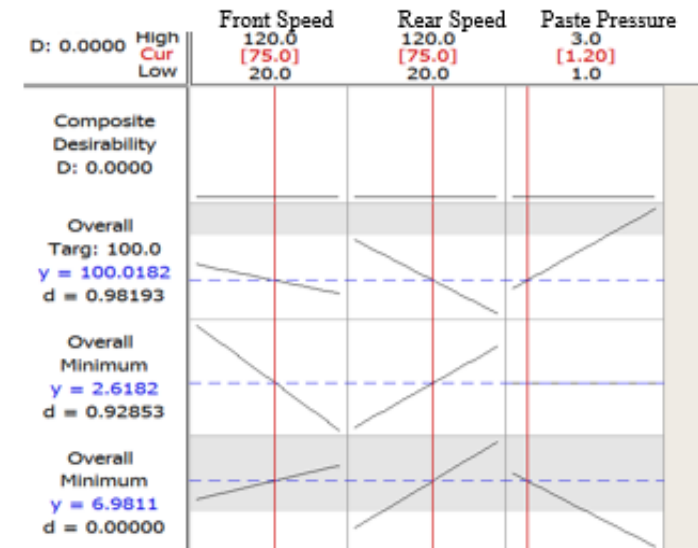 Front Speed Rear Speed Paste Pressure
D: 0.0000 High 120.0 120.0 3.0
Cur [75.0] [75.0] [1.20]
Low 20.0 20.0 1.0
Composite
Desirability
D: 0.0000
Overall
Targ: 100.0
y = 100.0182
d = 0.98193
Overall
Minimum
y = 2.6182
d = 0.92853
Overall
Minimum
y = 6.9811
d = 0.00000